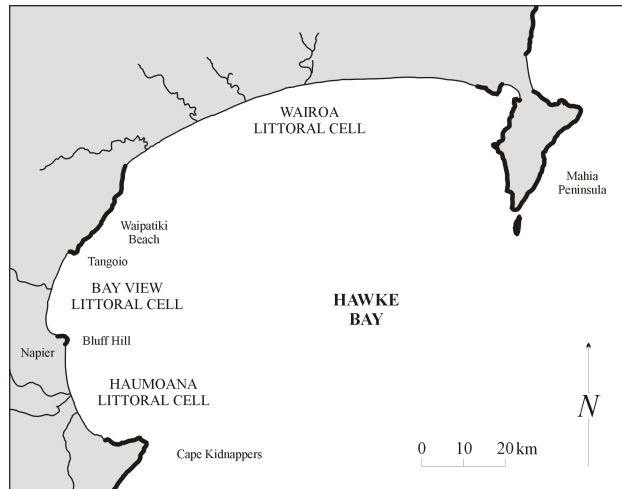 WAIROA
LITTORAL CELL
Mahia
Peninsula
Waipatiki
Beach
Tangoio
BAY VIEW
LITTORAL CELL
HAWKE
BAY
Napier
Bluff Hill
HAUMOANA
LITTORAL CELL
Cape Kidnappers
N
0 10 20 km